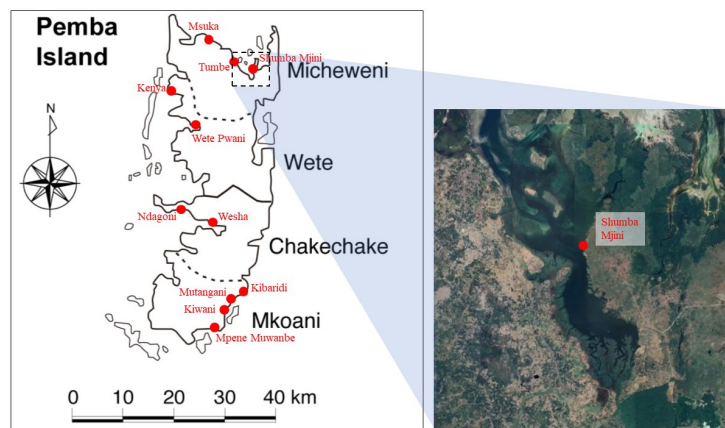 Pemba
Island
Msuka
Tumbe
Shumba Mjini
Micheweni
Kenya
Wete Pwani
Wete
N
Ndagoni
Wesha
Chakechake
Mutangani
Kibaridi
Kiwani
Mkoani
Mpene Muwanbe
0 10 20 30 40 km
Shumba
Mjini